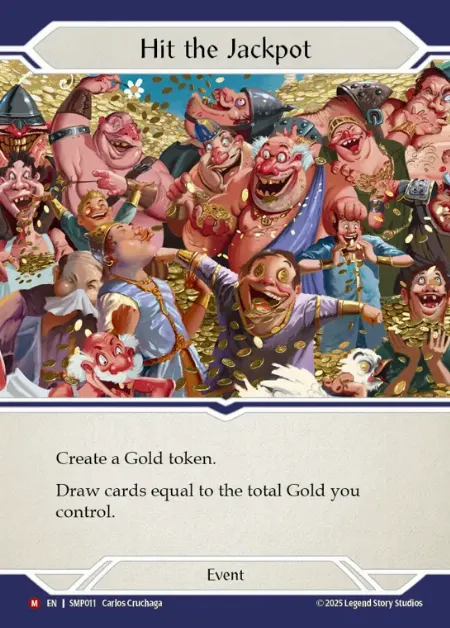 Hit the Jackpot
Create a Gold token.
Draw cards equal to the total Gold you
control.
Event
M EN | SMP011 Carlos Cruchaga © 2025 Legend Story Studios